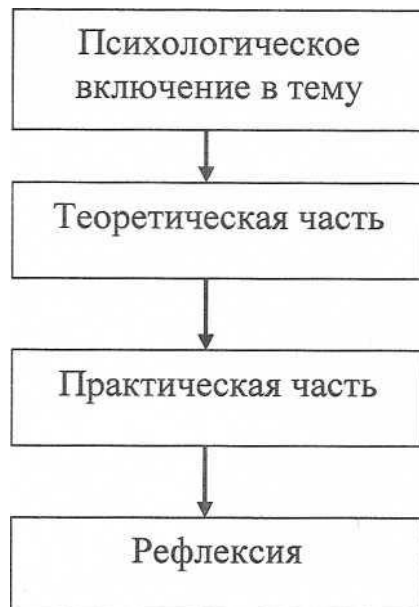 Психологическое
включение в тему
Теоретическая часть
Практическая часть
Рефлексия